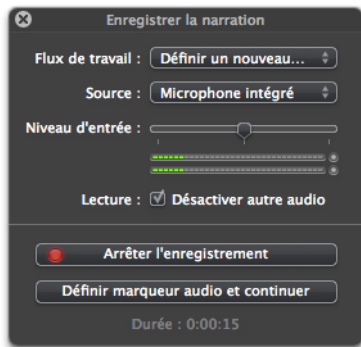 Enregistrer la narration
Flux de travail : Définir un nouveau...
Source : Microphone intégré
Niveau d'entrée :
Lecture : Désactiver autre audio
Arrêter l'enregistrement
Définir marqueur audio et continuer
Durée : 0:00:15